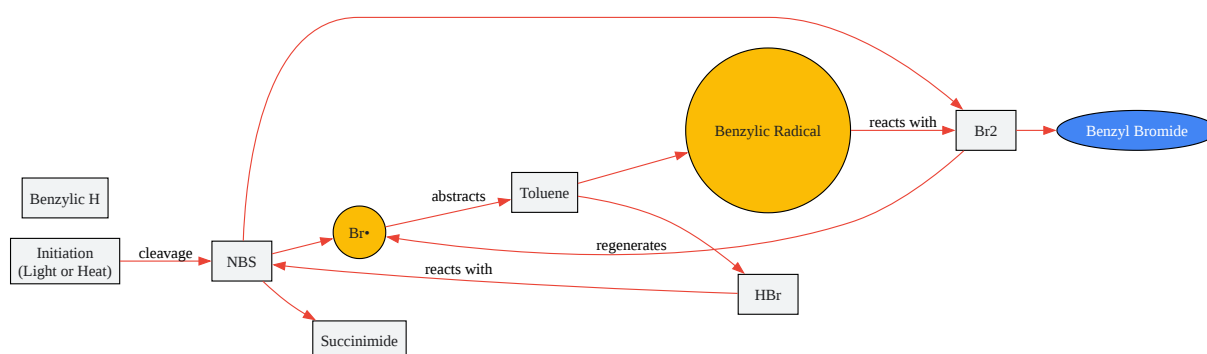 Benzylic H
Initiation
(Light or Heat)
cleavage
NBS
Succinimide
Br•
abstracts
Toluene
Benzylic Radical
reacts with
Br2
Benzyl Bromide
regenerates
reacts with
HBr